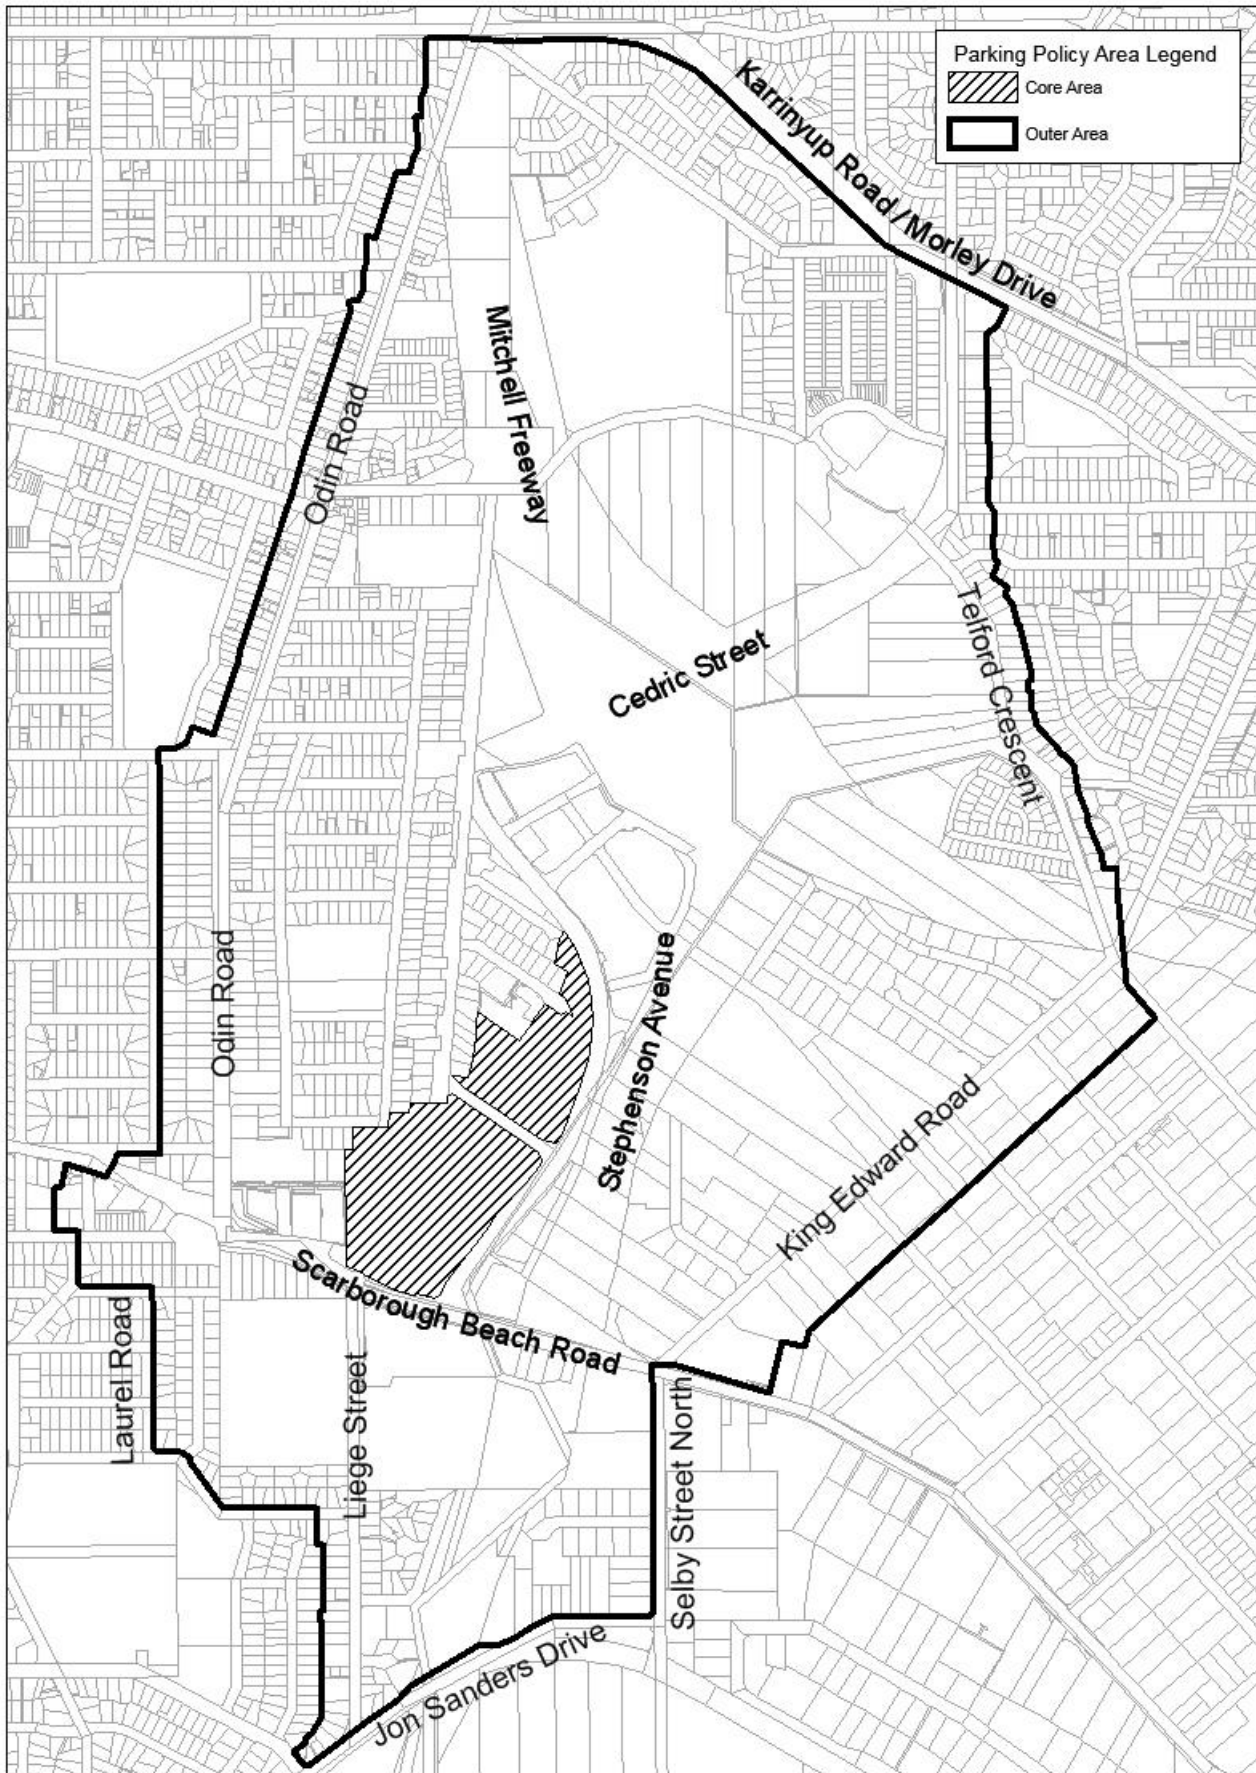 Parking Policy Area Legend
Core Area
Outer Area
Karrinyup Road / Morley Drive
Mitchell Freeway
Odin Road
Telford Crescent
Cedric Street
Odin Road
Stephenson Avenue
King Edward Road
Scarborough Beach Road
Laurel Road
Liege Street
Selby Street North
Jon Sanders Drive